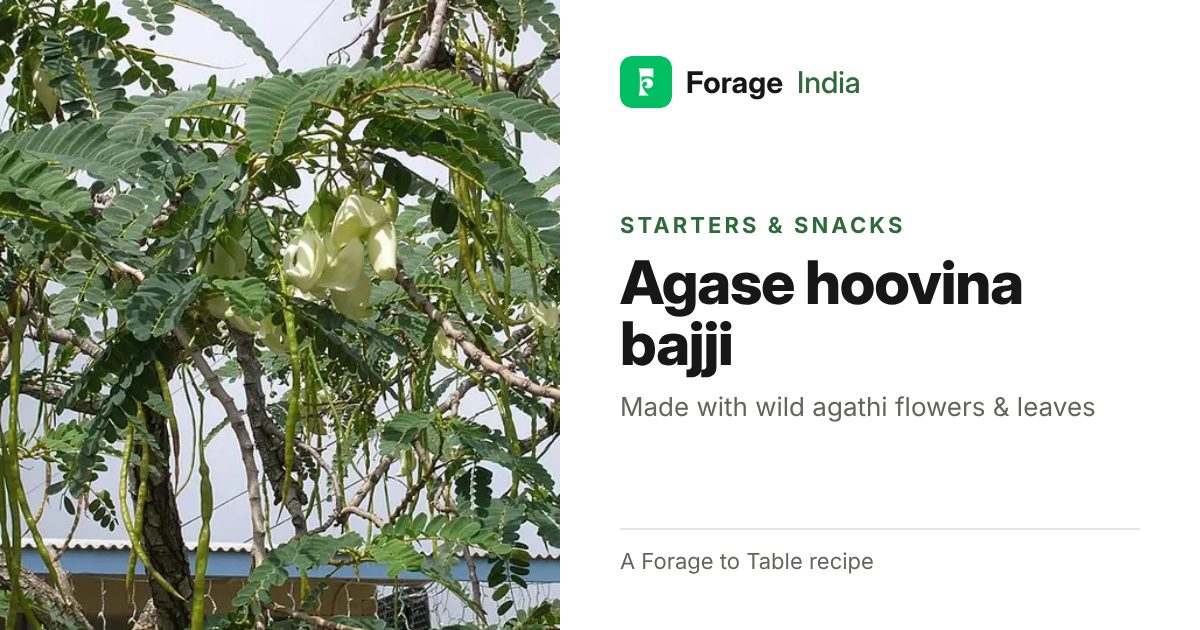 Forage India
STARTERS & SNACKS
Agase hoovina
bajji
Made with wild agathi flowers & leaves
A Forage to Table recipe